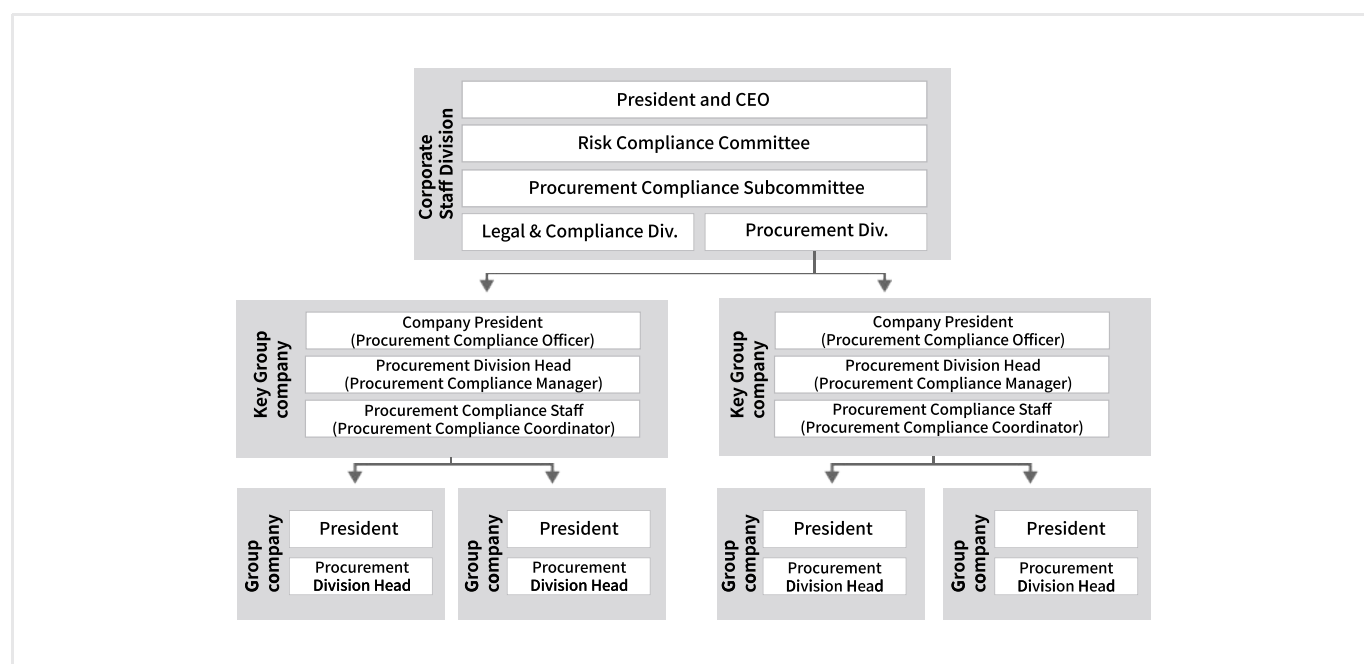 Corporate
Staff Division
President and CEO
Risk Compliance Committee
Procurement Compliance Subcommittee
Legal & Compliance Div.
Procurement Div.
Key Group
company
Company President
(Procurement Compliance Officer)
Procurement Division Head
(Procurement Compliance Manager)
Procurement Compliance Staff
(Procurement Compliance Coordinator)
Key Group
company
Company President
(Procurement Compliance Officer)
Procurement Division Head
(Procurement Compliance Manager)
Procurement Compliance Staff
(Procurement Compliance Coordinator)
Group
company
President
Procurement
Division Head
Group
company
President
Procurement
Division Head
Group
company
President
Procurement
Division Head
Group
company
President
Procurement
Division Head